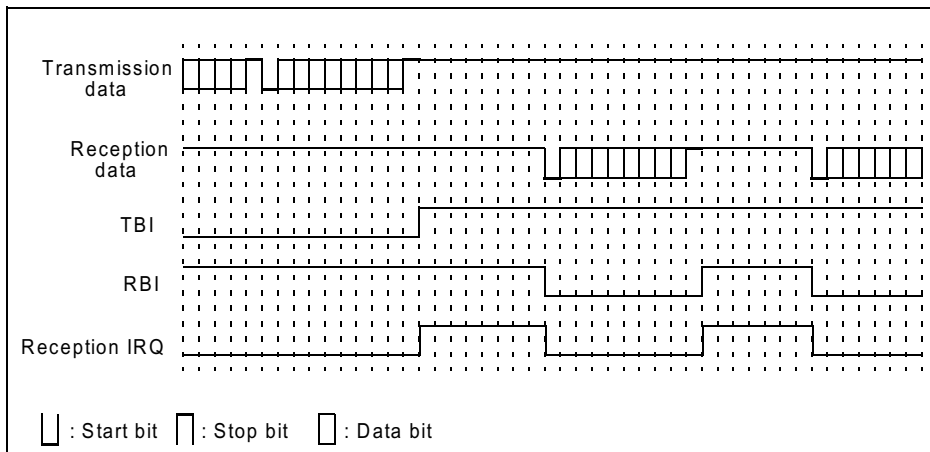 Transmission
data
Reception
data
TBI
RBI
Reception IRQ
: Start bit : Stop bit : Data bit